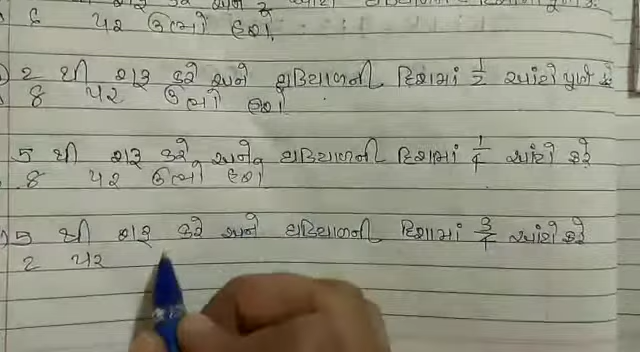 6 પર ઊભો હશે.
2 થી શરૂ કરે અને ઘડિયાળની દિશામાં 1/2 આંટો પુરો કરે
8 પર ઊભો હશે
5 થી શરૂ કરે અને ઘડિયાળની દિશામાં 1/4 આંટો ફરે
8 પર ઊભો હશે
5 થી શરૂ કરે અને ઘડિયાળની દિશામાં 3/4 આંટો ફરે
2 પર